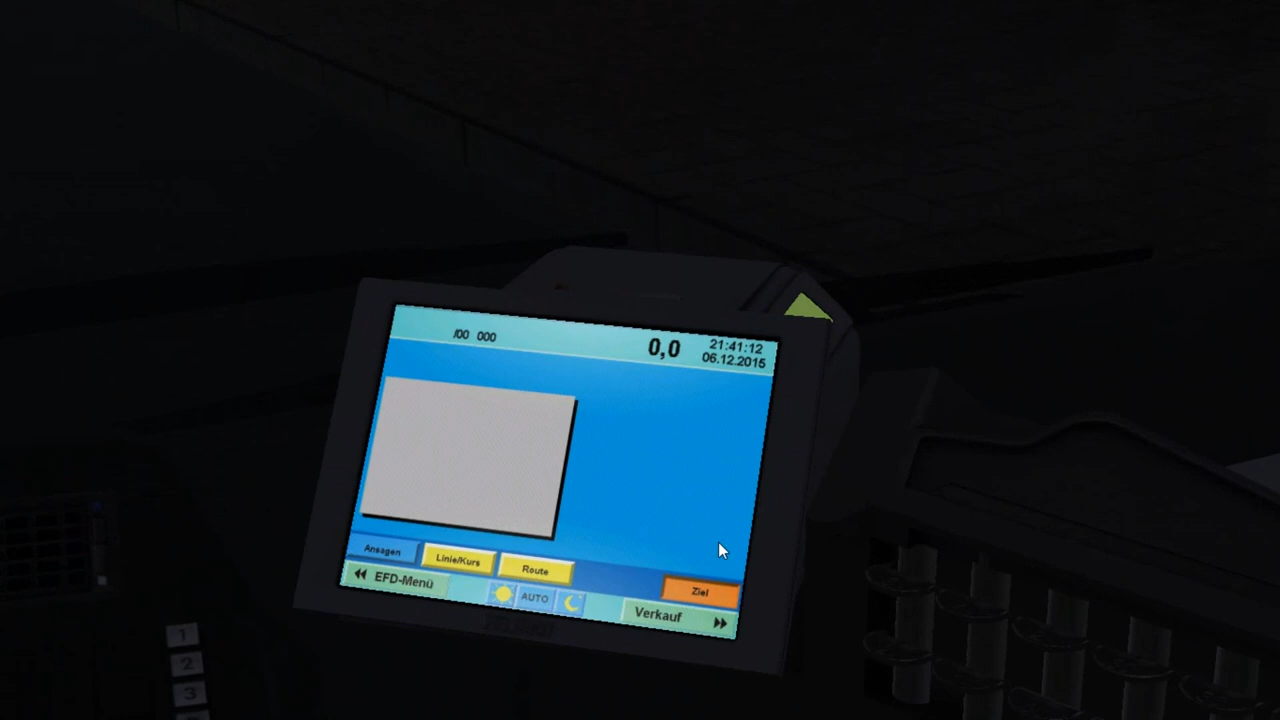 /00 000
0,0
21:41:12
06.12.2015
Ansagen
Linie/Kurs
Route
Ziel
EFD-Menü
AUTO
Verkauf
1
2
3